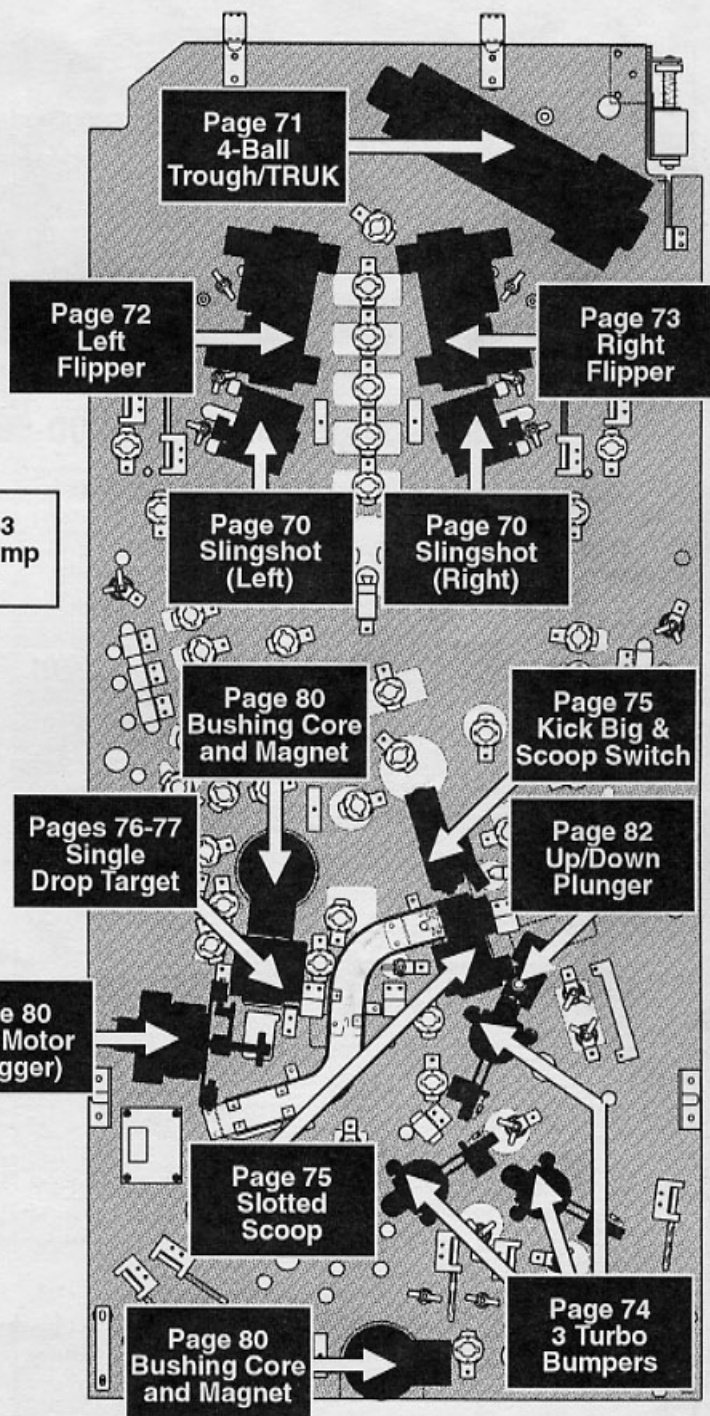 Page 71
4-Ball
Trough/TRUK
Page 72
Left
Flipper
Page 73
Right
Flipper
3
Page 70
Slingshot
(Left)
Page 70
Slingshot
(Right)
Page 80
Bushing Core
and Magnet
Page 75
Kick Big &
Scoop Switch
Pages 76-77
Single
Drop Target
Page 82
Up/Down
Plunger
80
Motor
Page 75
Slotted
Scoop
Page 74
3 Turbo
Bumpers
Page 80
Bushing Core
and Magnet